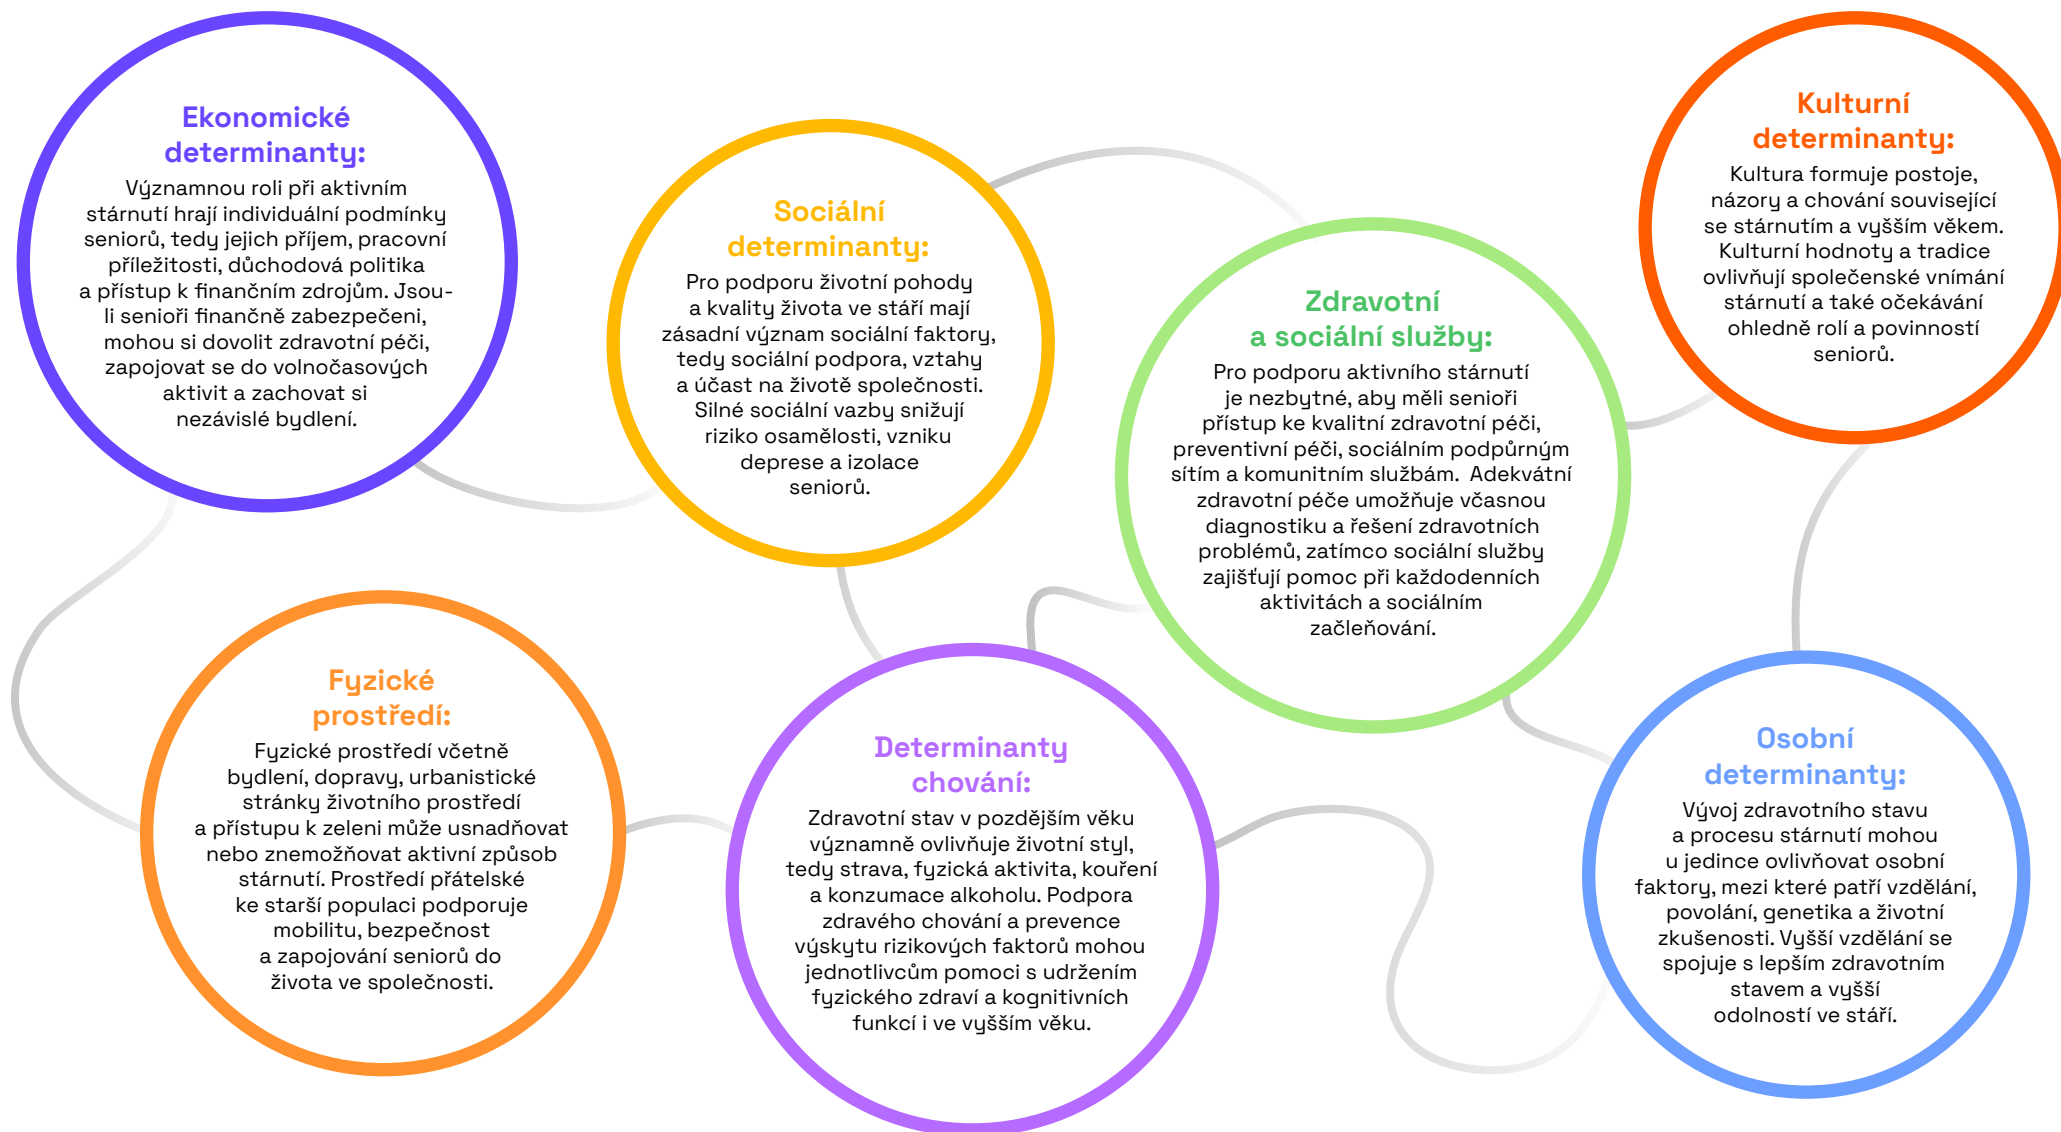 Ekonomické
determinanty:
Významnou roli při aktivním
stárnutí hrají individuální podmínky
seniorů, tedy jejich příjem, pracovní
příležitosti, důchodová politika
a přístup k finančním zdrojům. Jsou-
li senioři finančně zabezpečeni,
mohou si dovolit zdravotní péči,
zapojovat se do volnočasových
aktivit a zachovat si
nezávislé bydlení.
Sociální
determinanty:
Pro podporu životní pohody
a kvality života ve stáří mají
zásadní význam sociální faktory,
tedy sociální podpora, vztahy
a účast na životě společnosti.
Silné sociální vazby snižují
riziko osamělosti, vzniku
deprese a izolace
seniorů.
Zdravotní
a sociální služby:
Pro podporu aktivního stárnutí
je nezbytné, aby měli senioři
přístup ke kvalitní zdravotní péči,
preventivní péči, sociálním podpůrným
sítím a komunitním službám.  Adekvátní
zdravotní péče umožňuje včasnou
diagnostiku a řešení zdravotních
problémů, zatímco sociální služby
zajišťují pomoc při každodenních
aktivitách a sociálním
začleňování.
Kulturní
determinanty:
Kultura formuje postoje,
názory a chování související
se stárnutím a vyšším věkem.
Kulturní hodnoty a tradice
ovlivňují společenské vnímání
stárnutí a také očekávání
ohledně rolí a povinností
seniorů.
Fyzické
prostředí:
Fyzické prostředí včetně
bydlení, dopravy, urbanistické
stránky životního prostředí
a přístupu k zeleni může usnadňovat
nebo znemožňovat aktivní způsob
stárnutí. Prostředí přátelské
ke starší populaci podporuje
mobilitu, bezpečnost
a zapojování seniorů do
života ve společnosti.
Determinanty
chování:
Zdravotní stav v pozdějším věku
významně ovlivňuje životní styl,
tedy strava, fyzická aktivita, kouření
a konzumace alkoholu. Podpora
zdravého chování a prevence
výskytu rizikových faktorů mohou
jednotlivcům pomoci s udržením
fyzického zdraví a kognitivních
funkcí i ve vyšším věku.
Osobní
determinanty:
Vývoj zdravotního stavu
a procesu stárnutí mohou
u jedince ovlivňovat osobní
faktory, mezi které patří vzdělání,
povolání, genetika a životní
zkušenosti. Vyšší vzdělání se
spojuje s lepším zdravotním
stavem a vyšší
odolností ve stáří.